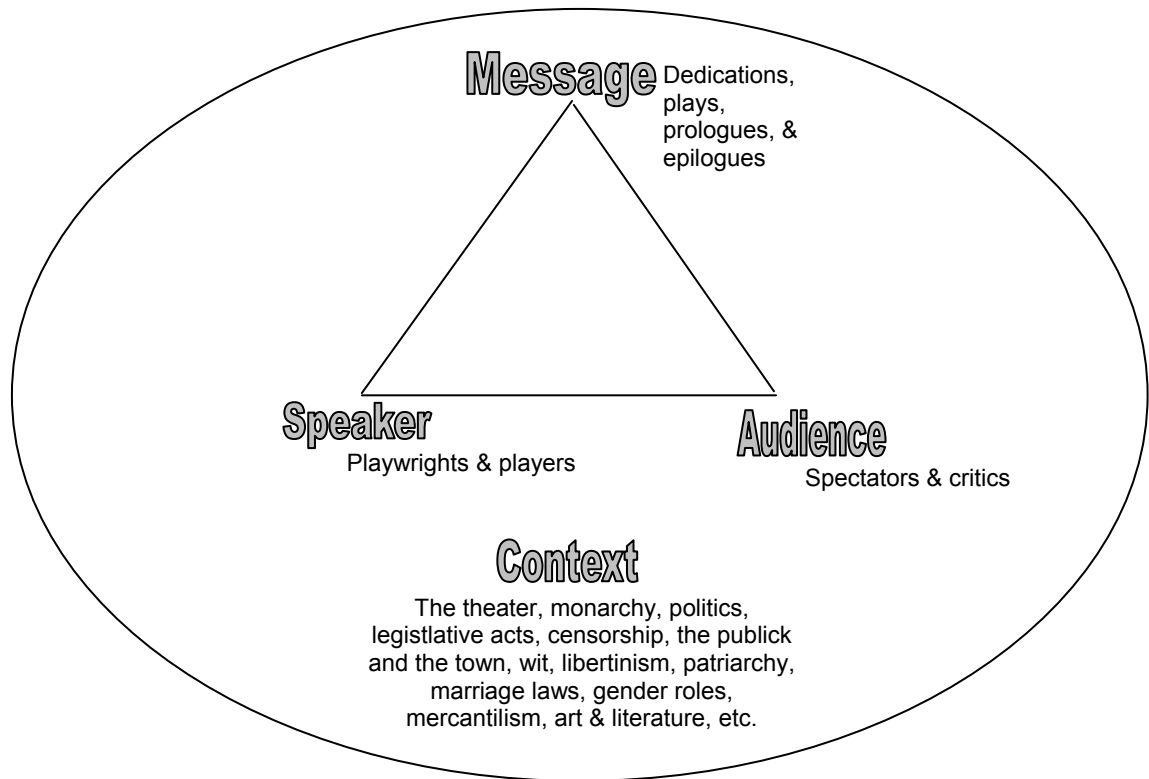 Message
Dedications,
plays,
prologues, &
epilogues
Speaker
Playwrights & players
Audience
Spectators & critics
Context
The theater, monarchy, politics,
legistlative acts, censorship, the publick
and the town, wit, libertinism, patriarchy,
marriage laws, gender roles,
mercantilism, art & literature, etc.